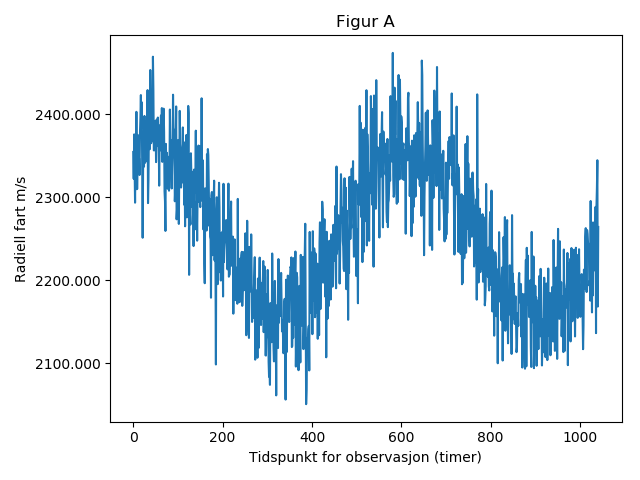 Figur A
2400.000
2300.000
2200.000
2100.000
Radiell fart m/s
0 200 400 600 800 1000
Tidspunkt for observasjon (timer)